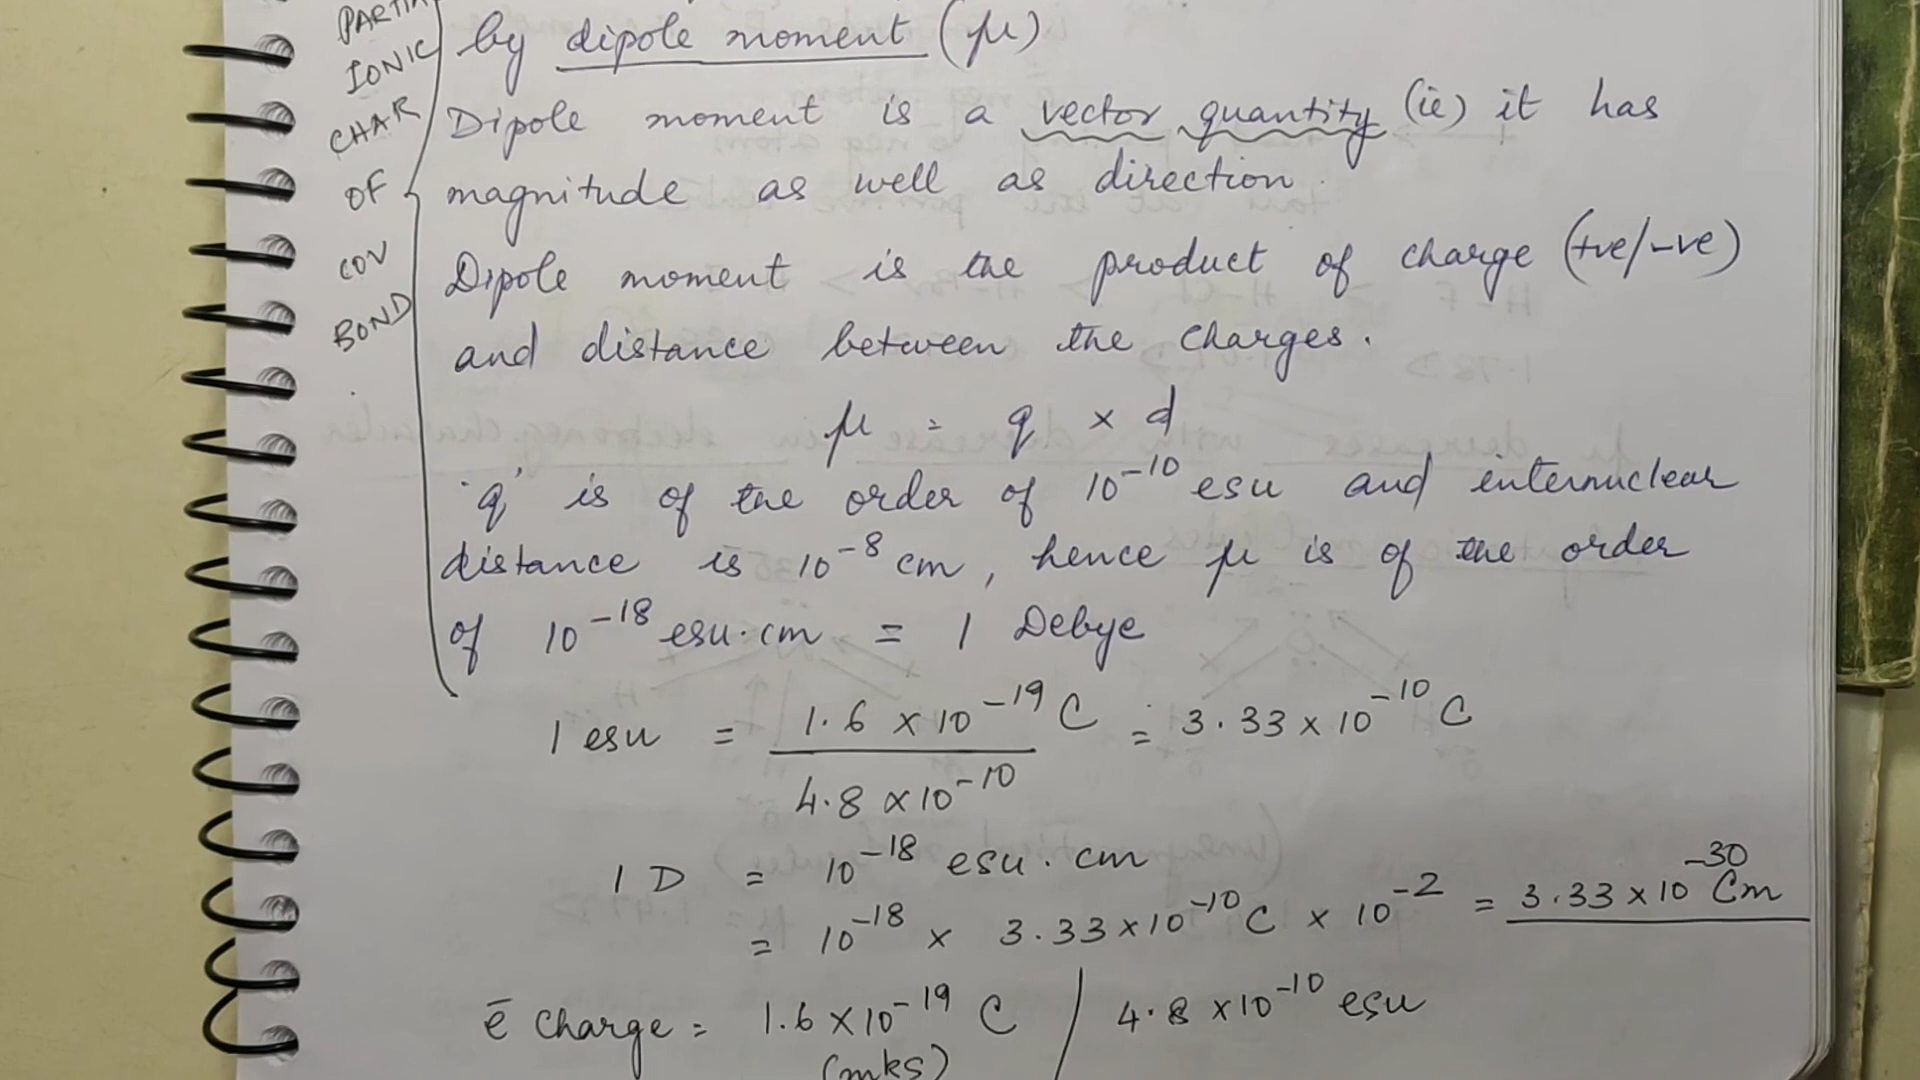 PARTIA
IONIC
CHAR
OF
COV
BOND
by dipole moment (μ)
Dipole moment is a vector quantity (ie) it has
magnitude as well as direction.
Dipole moment is the product of charge (+ve/-ve)
and distance between the charges.
μ = q × d
'q' is of the order of 10⁻¹⁰ esu and internuclear
distance is 10⁻⁸ cm, hence μ is of the order
of 10⁻¹⁸ esu.cm = 1 Debye
1 esu = 1.6 × 10⁻¹⁹ C = 3.33 × 10⁻¹⁰ C
4.8 × 10⁻¹⁰
1 D = 10⁻¹⁸ esu . cm
= 10⁻¹⁸ × 3.33 × 10⁻¹⁰ C × 10⁻² = 3.33 × 10⁻³⁰ Cm
ē charge = 1.6 × 10⁻¹⁹ C / 4.8 × 10⁻¹⁰ esu
(mks)